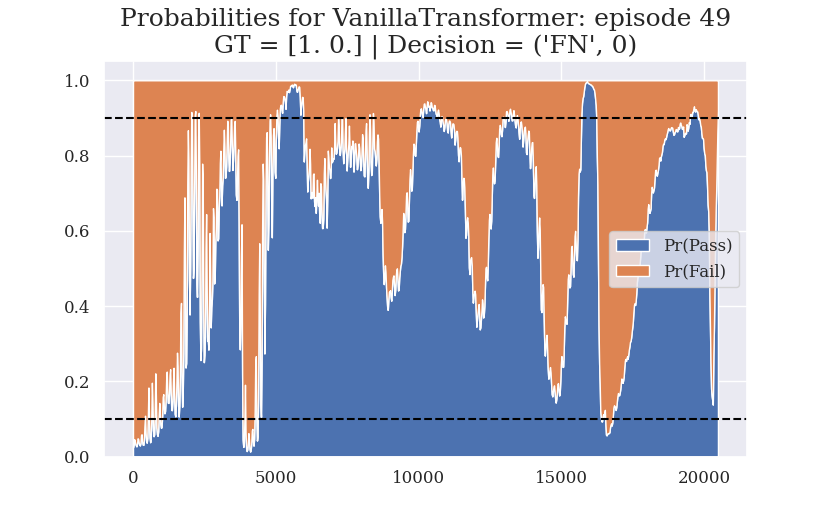 Probabilities for VanillaTransformer: episode 49
GT = [1. 0.] | Decision = ('FN', 0)
1.0
0.8
0.6
0.4
0.2
0.0
Pr(Pass)
Pr(Fail)
0 5000 10000 15000 20000